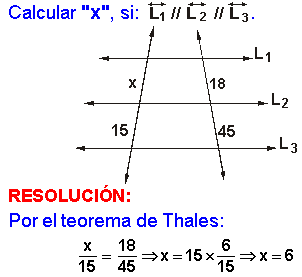 Calcular "x", si: L₁ // L₂ // L₃.
L₁
x 18
L₂
15 45
L₃
RESOLUCIÓN:
Por el teorema de Thales:
x/15 = 18/45 ⇒ x = 15 × 6/15 ⇒ x = 6